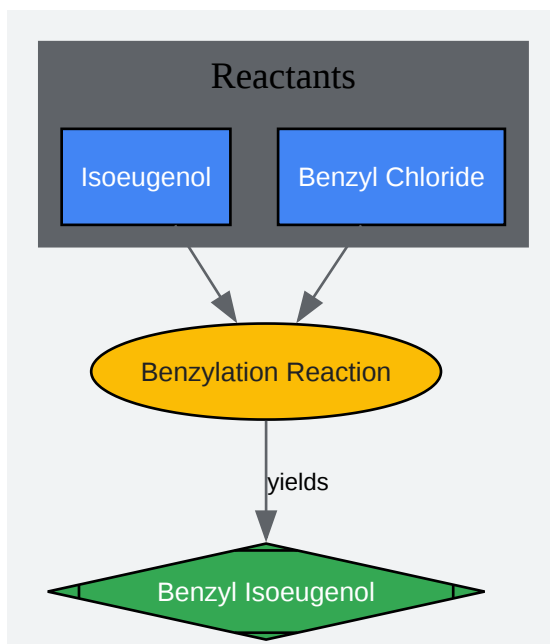 Reactants
Isoeugenol
Benzyl Chloride
Benzylation Reaction
yields
Benzyl Isoeugenol